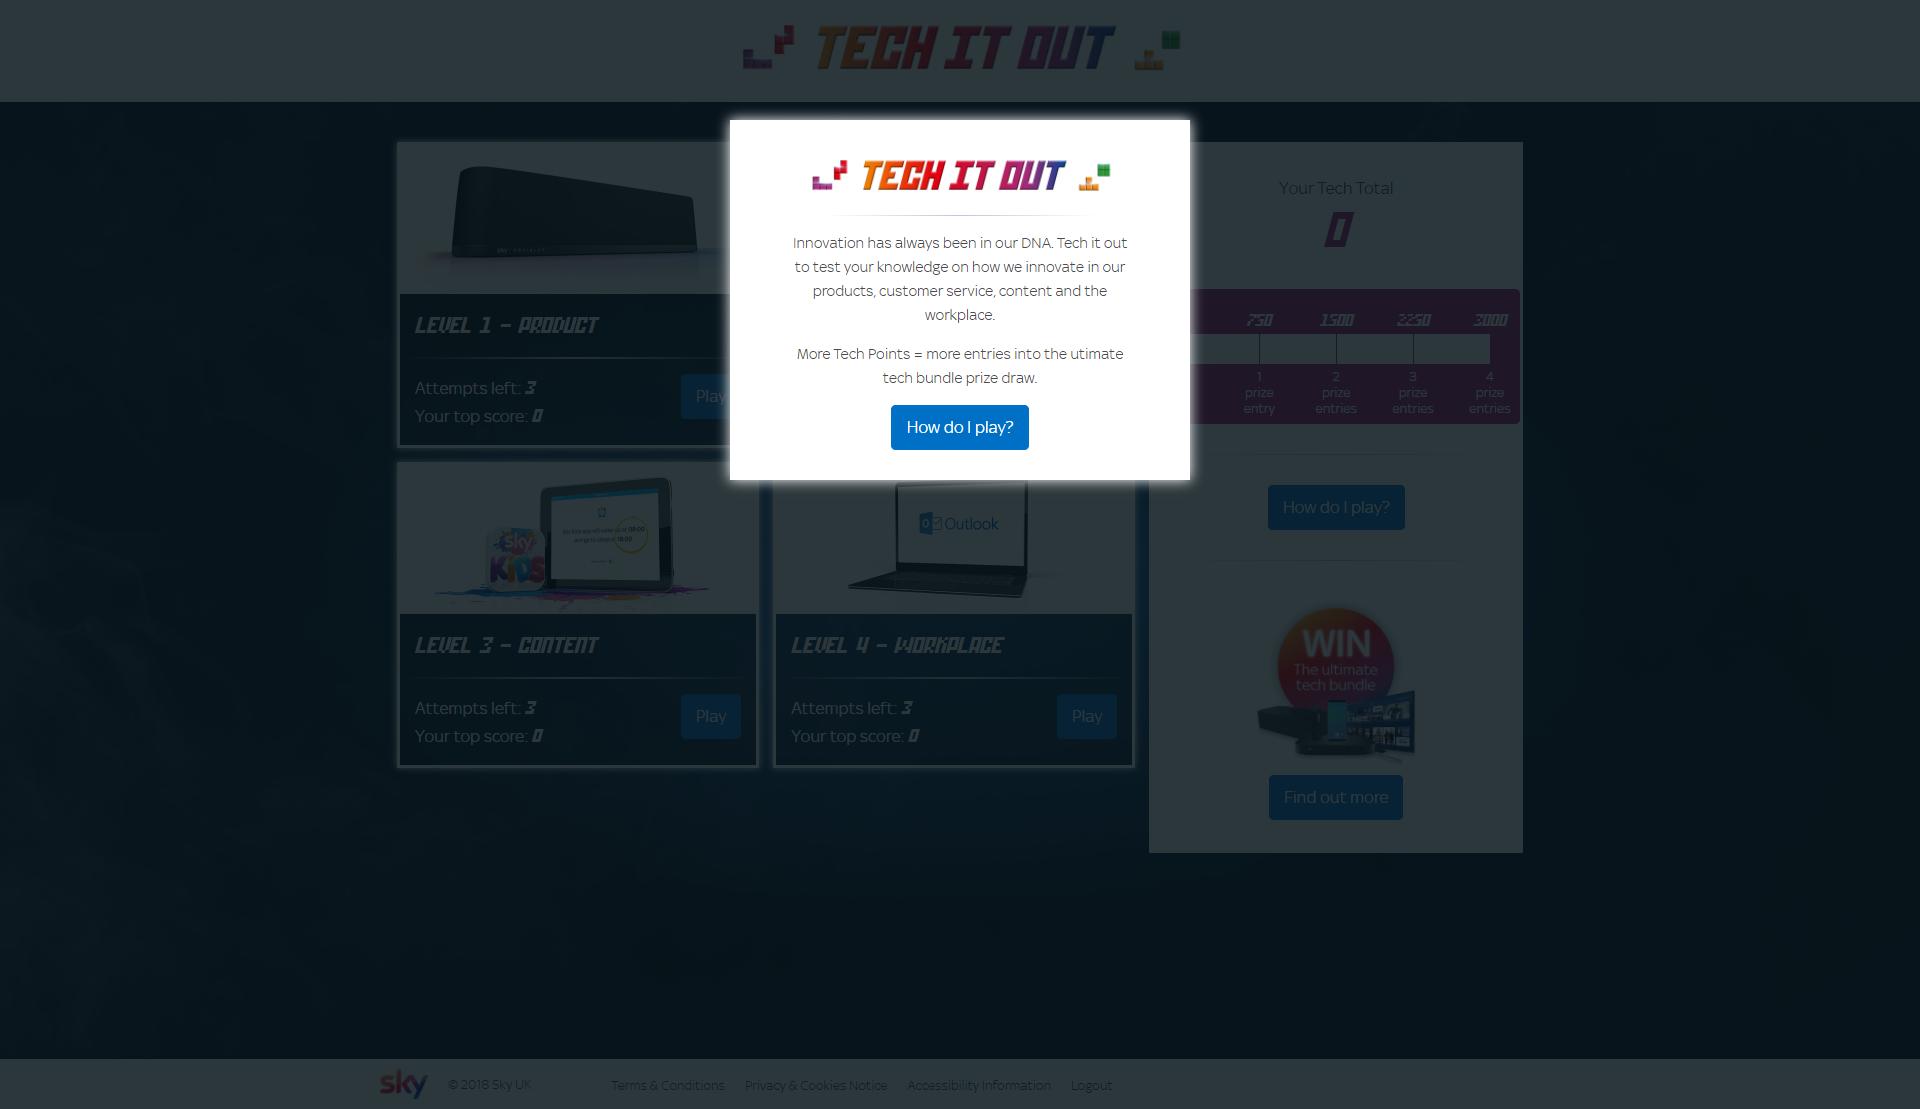 TECH IT OUT
TECH IT OUT
Innovation has always been in our DNA. Tech it out
to test your knowledge on how we innovate in our
products, customer service, content and the
workplace.
More Tech Points = more entries into the utimate
tech bundle prize draw.
How do I play?
LEVEL 1 - PRODUCT
Attempts left: 3
Your top score: 0
Play
sky
KIDS
LEVEL 3 - CONTENT
Attempts left: 3
Your top score: 0
Play
Outlook
LEVEL 4 - WORKPLACE
Attempts left: 3
Your top score: 0
Play
Your Tech Total
0
750 1500 2250 3000
1 2 3 4
prize prize prize prize
entry entries entries entries
How do I play?
WIN
The ultimate
tech bundle
Find out more
sky © 2018 Sky UK Terms & Conditions Privacy & Cookies Notice Accessibility Information Logout